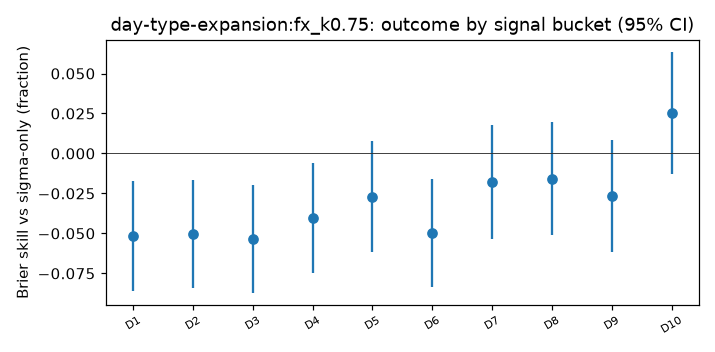 day-type-expansion:fx_k0.75: outcome by signal bucket (95% CI)
Brier skill vs sigma-only (fraction)
0.050
0.025
0.000
−0.025
−0.050
−0.075
D1 D2 D3 D4 D5 D6 D7 D8 D9 D10